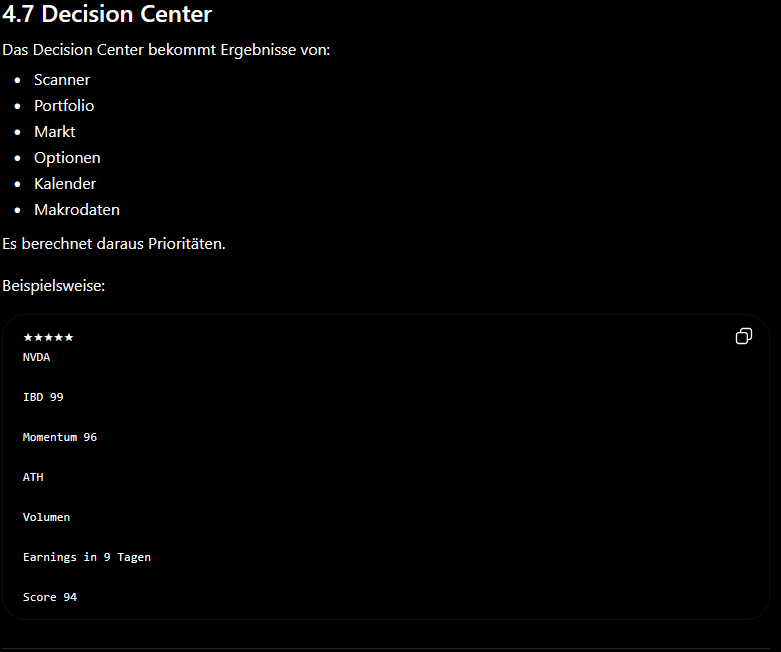 4.7 Decision Center
Das Decision Center bekommt Ergebnisse von:
• Scanner
• Portfolio
• Markt
• Optionen
• Kalender
• Makrodaten
Es berechnet daraus Prioritäten.
Beispielsweise:
★★★★★
NVDA
IBD 99
Momentum 96
ATH
Volumen
Earnings in 9 Tagen
Score 94